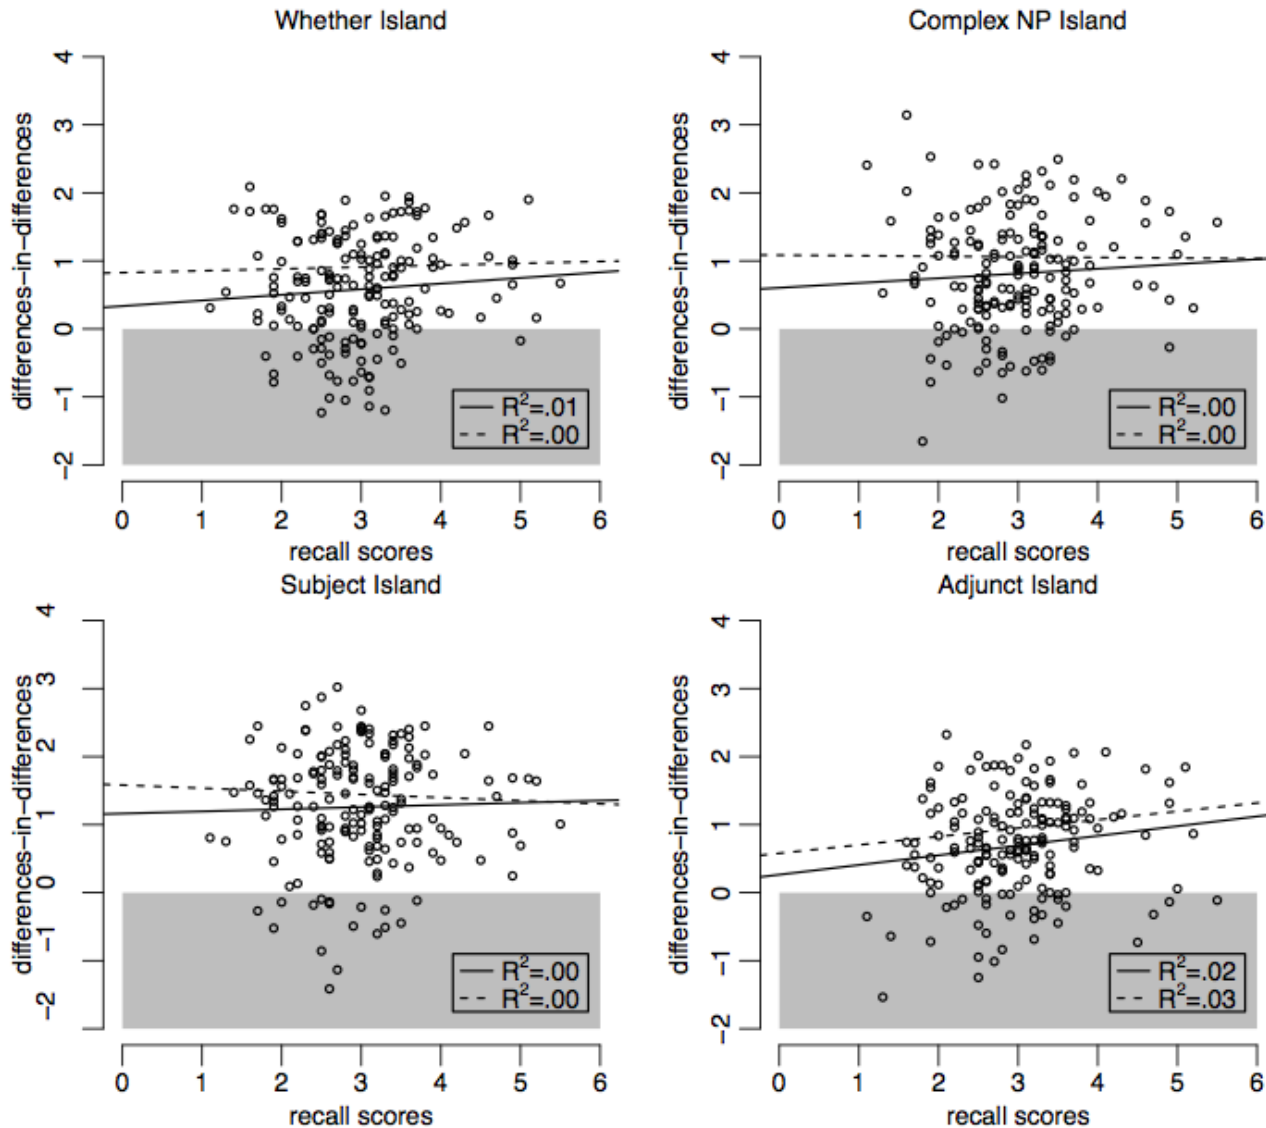 Whether Island
differences-in-differences
4
3
2
1
0
-1
-2
R²=.01
R²=.00
0 1 2 3 4 5 6
recall scores
Complex NP Island
differences-in-differences
4
3
2
1
0
-1
-2
R²=.00
R²=.00
0 1 2 3 4 5 6
recall scores
Subject Island
differences-in-differences
4
3
2
1
0
-1
-2
R²=.00
R²=.00
0 1 2 3 4 5 6
recall scores
Adjunct Island
differences-in-differences
4
3
2
1
0
-1
-2
R²=.02
R²=.03
0 1 2 3 4 5 6
recall scores